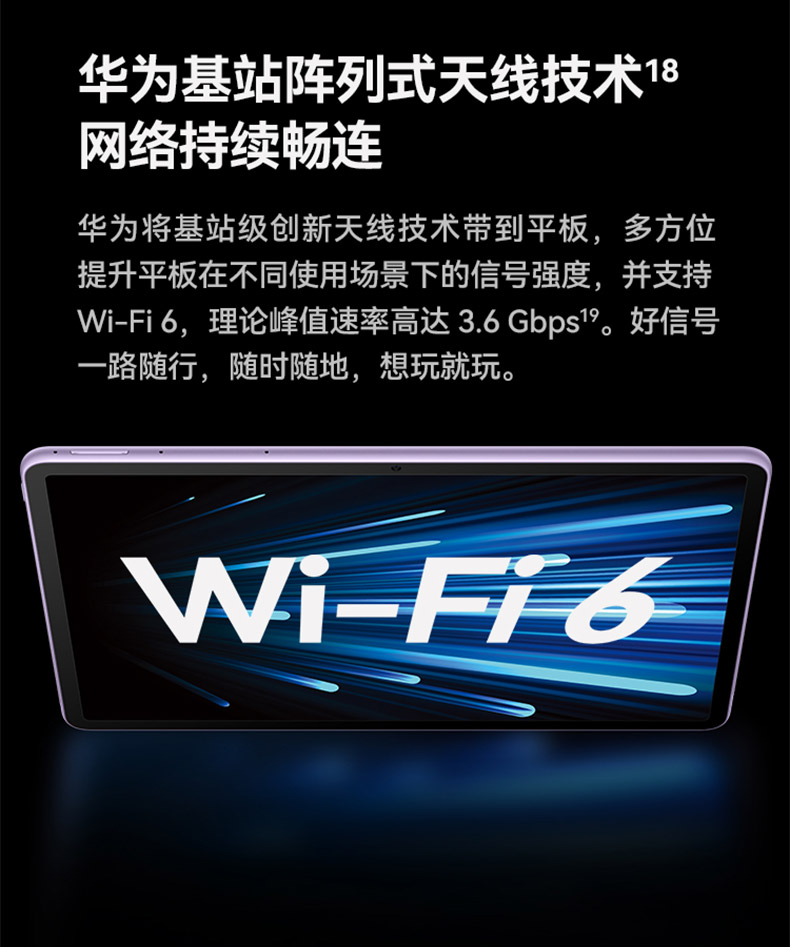 华为基站阵列式天线技术18
网络持续畅连
华为将基站级创新天线技术带到平板，多方位
提升平板在不同使用场景下的信号强度，并支持
Wi-Fi 6，理论峰值速率高达 3.6 Gbps19。好信号
一路随行，随时随地，想玩就玩。
Wi-Fi 6